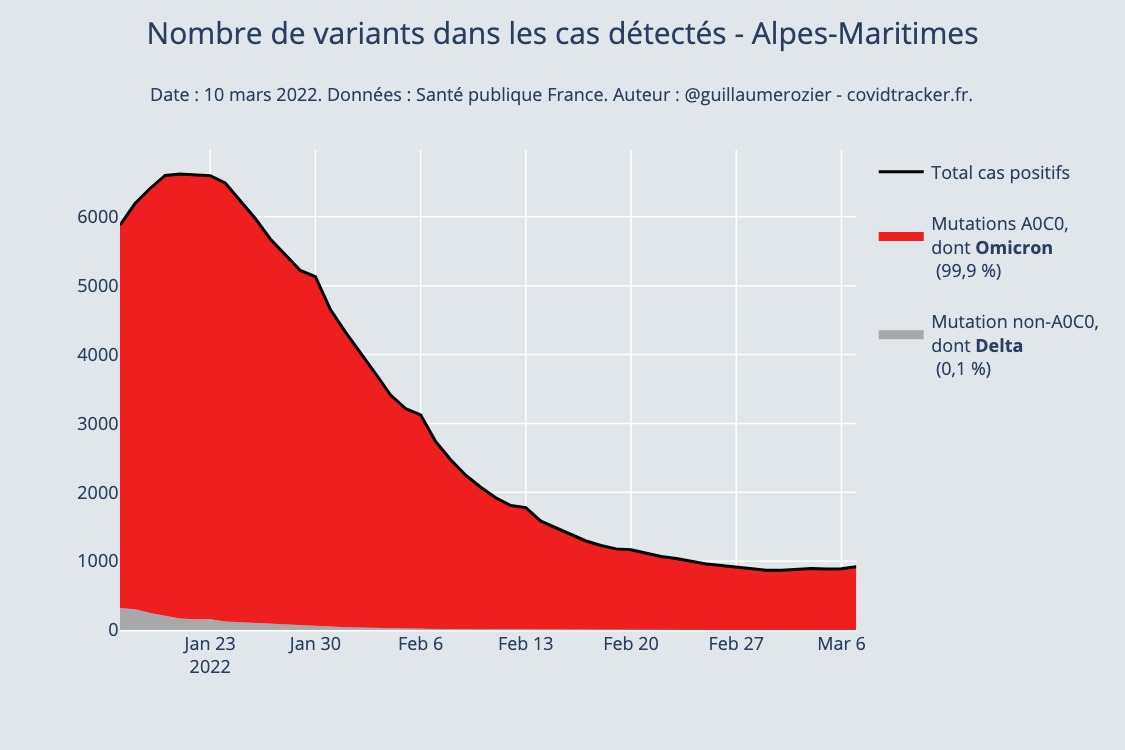 Nombre de variants dans les cas détectés - Alpes-Maritimes
Date : 10 mars 2022. Données : Santé publique France. Auteur : @guillaumerozier - covidtracker.fr.
Total cas positifs
Mutations A0C0,
dont Omicron
(99,9 %)
Mutation non-A0C0,
dont Delta
(0,1 %)
6000
5000
4000
3000
2000
1000
0
Jan 23 Jan 30 Feb 6 Feb 13 Feb 20 Feb 27 Mar 6
2022